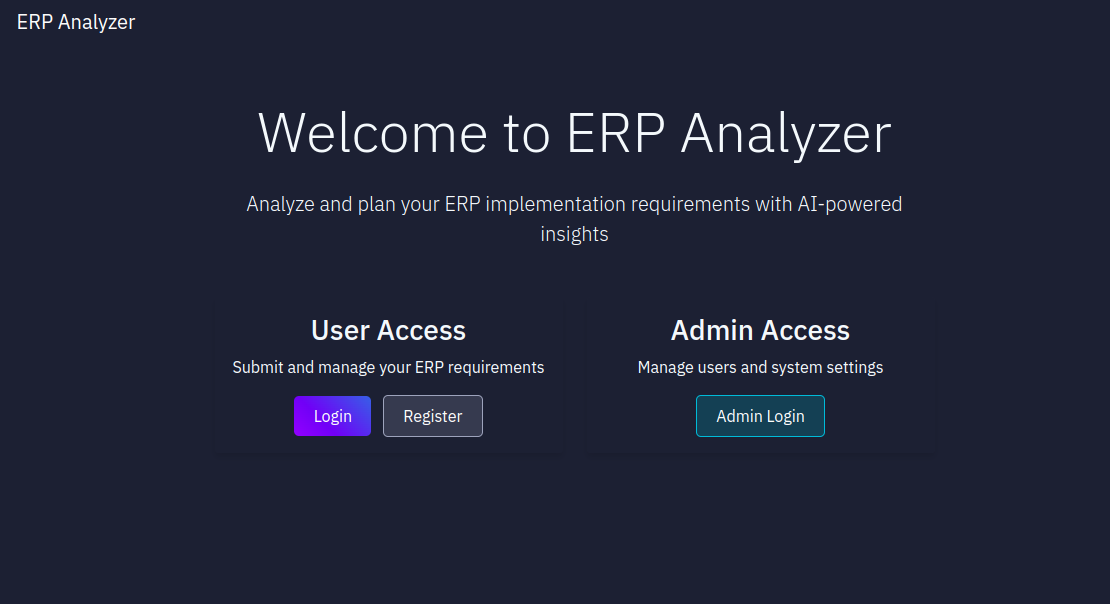 ERP Analyzer
Welcome to ERP Analyzer
Analyze and plan your ERP implementation requirements with AI-powered
insights
User Access
Submit and manage your ERP requirements
Login
Register
Admin Access
Manage users and system settings
Admin Login